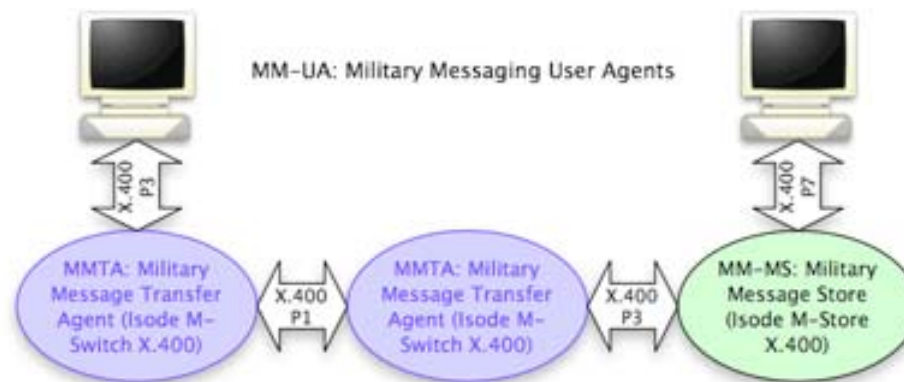 MM-UA: Military Messaging User Agents
X.400
P3
X.400
P7
MMTA: Military
Message Transfer
Agent (Isode M-
Switch X.400)
X.400
P1
MMTA: Military
Message Transfer
Agent (Isode M-
Switch X.400)
X.400
P3
MM-MS: Military
Message Store
(Isode M-Store
X.400)